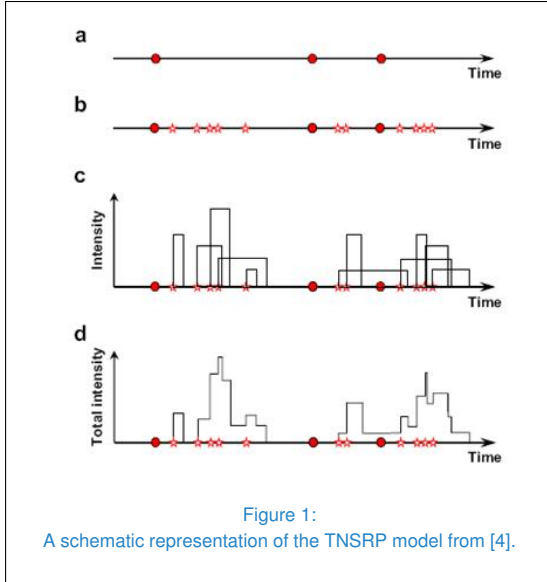 a
Time
b
Time
c
Intensity
Time
d
Total intensity
Time
Figure 1:
A schematic representation of the TNSRP model from [4].